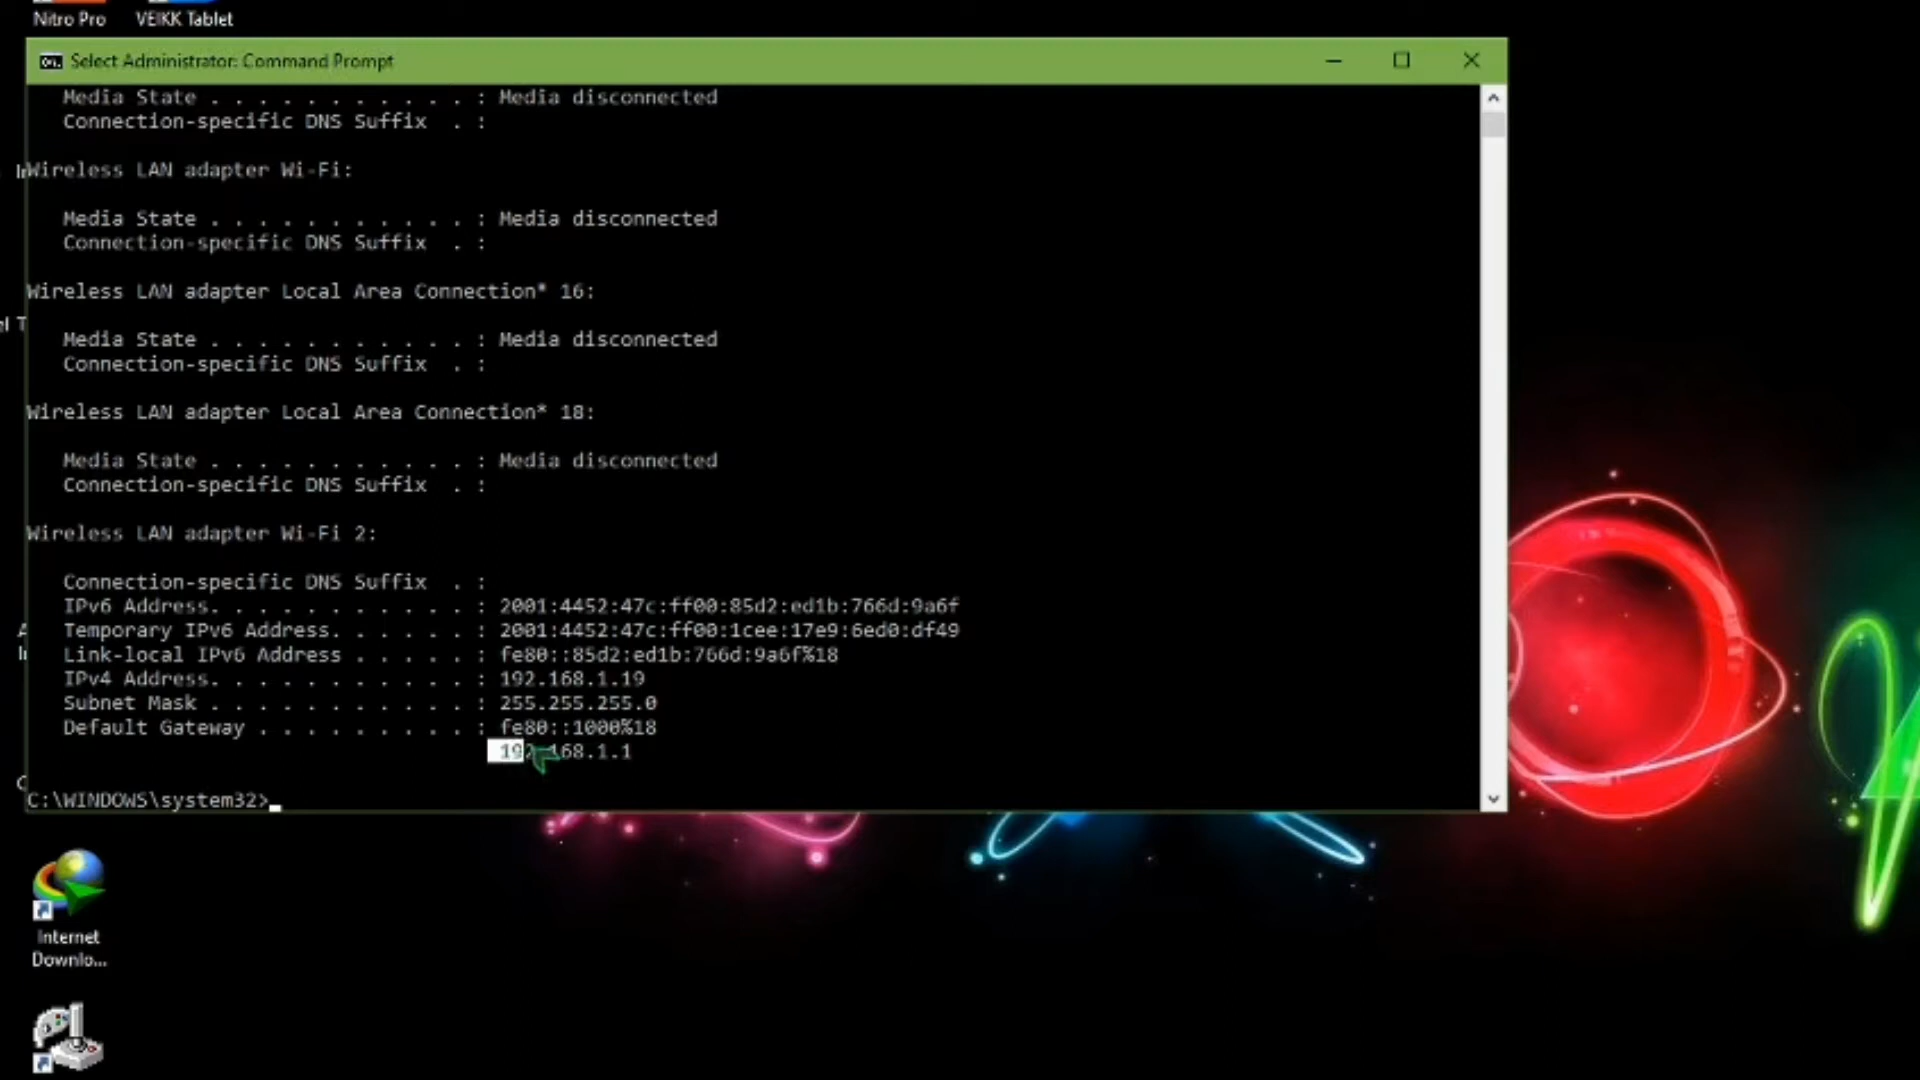 Nitro Pro
VEIKK Tablet
Select Administrator: Command Prompt
Media State . . . . . . . . . . . : Media disconnected
Connection-specific DNS Suffix . :
Wireless LAN adapter Wi-Fi:
Media State . . . . . . . . . . . : Media disconnected
Connection-specific DNS Suffix . :
Wireless LAN adapter Local Area Connection* 16:
Media State . . . . . . . . . . . : Media disconnected
Connection-specific DNS Suffix . :
Wireless LAN adapter Local Area Connection* 18:
Media State . . . . . . . . . . . : Media disconnected
Connection-specific DNS Suffix . :
Wireless LAN adapter Wi-Fi 2:
Connection-specific DNS Suffix . :
IPv6 Address. . . . . . . . . . . : 2001:4452:47c:ff00:85d2:ed1b:766d:9a6f
Temporary IPv6 Address. . . . . . : 2001:4452:47c:ff00:1cee:17e9:6ed0:df49
Link-local IPv6 Address . . . . . : fe80::85d2:ed1b:766d:9a6f%18
IPv4 Address. . . . . . . . . . . : 192.168.1.19
Subnet Mask . . . . . . . . . . . : 255.255.255.0
Default Gateway . . . . . . . . . : fe80::1000%18
192.168.1.1
C:\WINDOWS\system32>
Internet
Downlo...